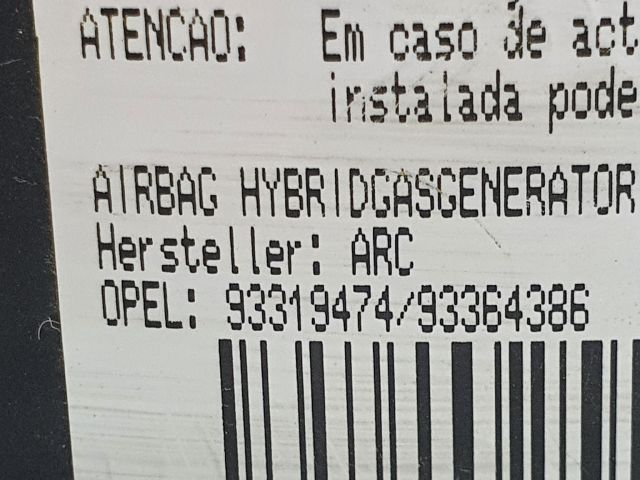 ATENCAO: Em caso de act
instalada pode
AIRBAG HYBRIDGASGENERATOR
Hersteller: ARC
OPEL: 93319474/93364386